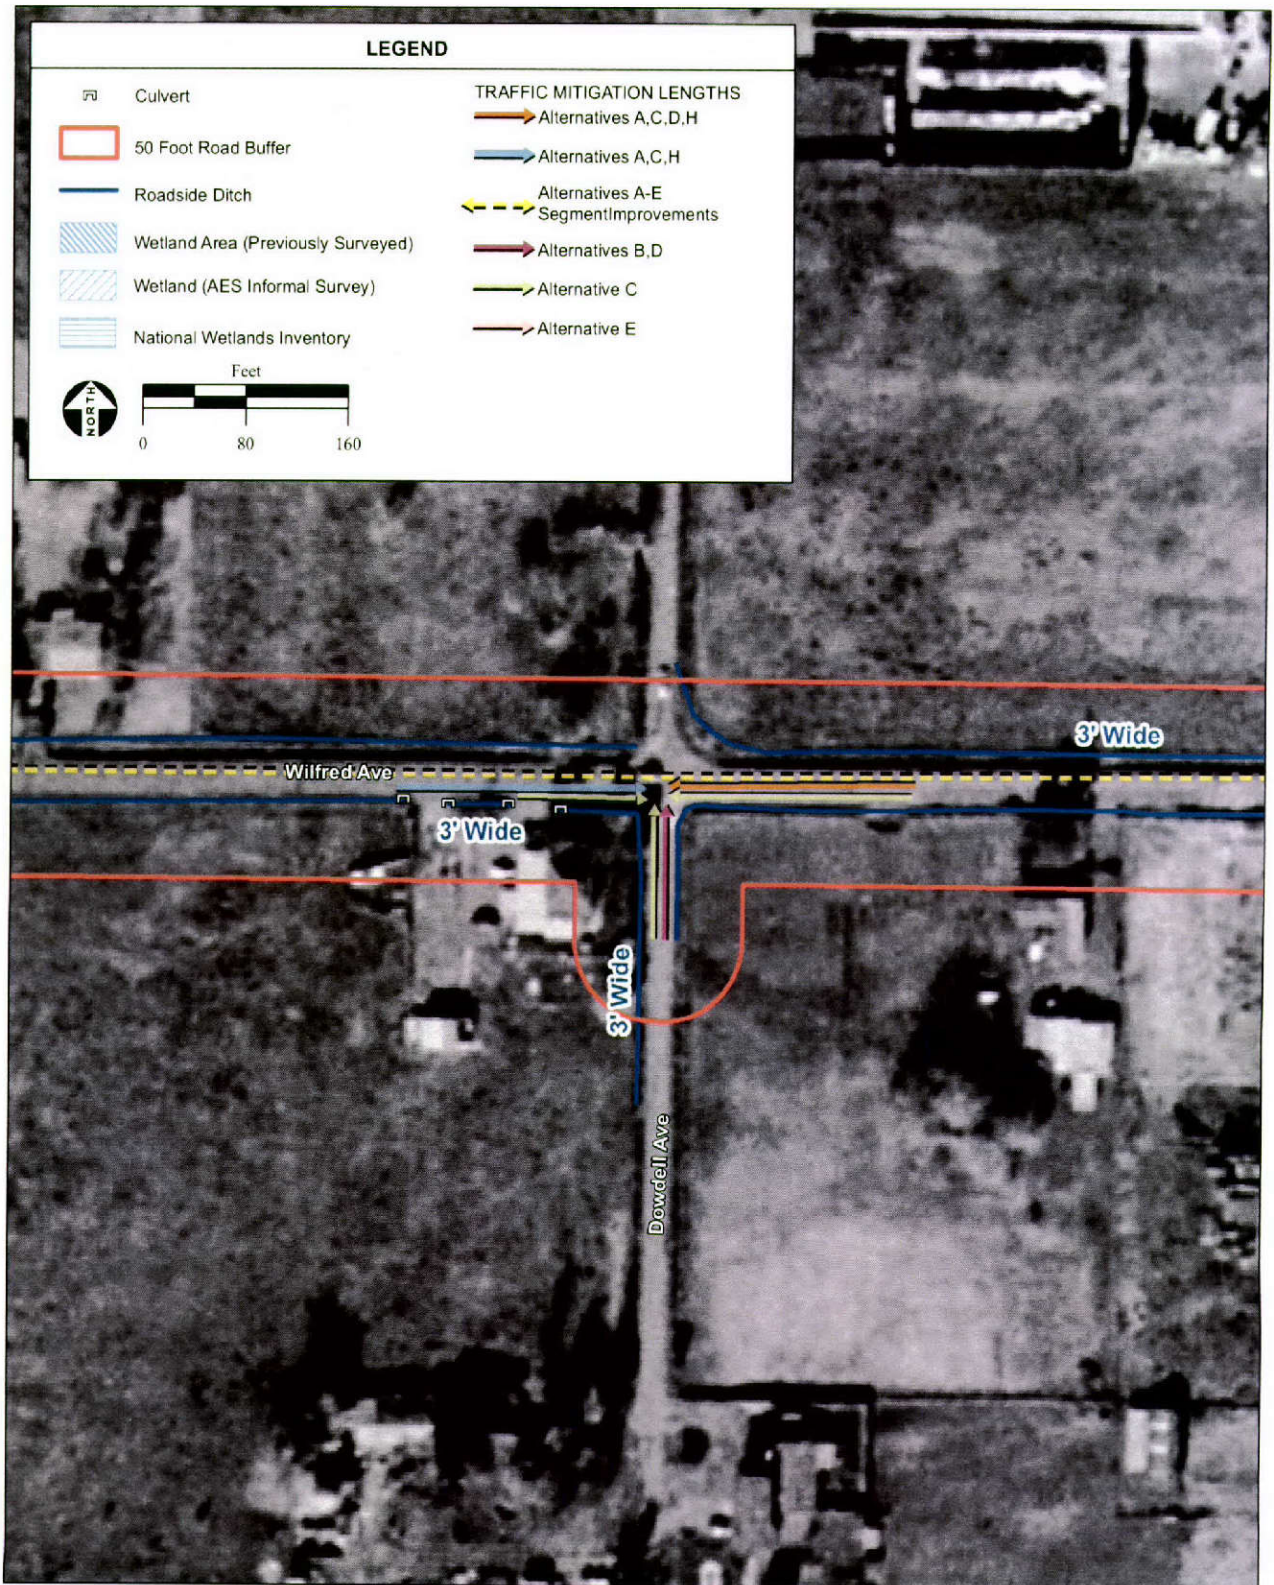 LEGEND
Culvert
50 Foot Road Buffer
Roadside Ditch
Wetland Area (Previously Surveyed)
Wetland (AES Informal Survey)
National Wetlands Inventory
TRAFFIC MITIGATION LENGTHS
Alternatives A,C,D,H
Alternatives A,C,H
Alternatives A-E
SegmentImprovements
Alternatives B,D
Alternative C
Alternative E
NORTH
Feet
0 80 160
3' Wide
Wilfred Ave
3' Wide
3' Wide
Dowdell Ave